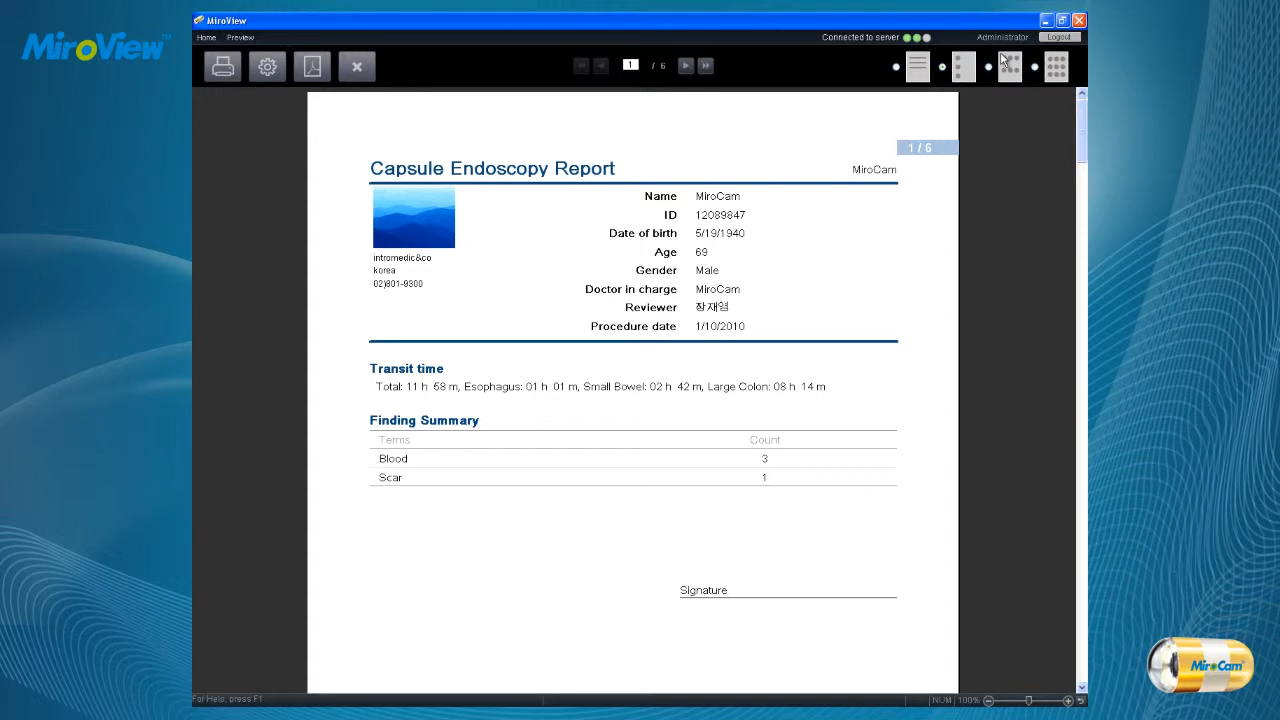 MiroView
MiroView™
Home Preview
Connected to server Administrator Logout
1 / 6
1 / 6
Capsule Endoscopy Report
MiroCam
intromedic&co
korea
02)801-9300
Name MiroCam
ID 12089847
Date of birth 5/19/1940
Age 69
Gender Male
Doctor in charge MiroCam
Reviewer 장재영
Procedure date 1/10/2010
Transit time
Total: 11 h 58 m, Esophagus: 01 h 01 m, Small Bowel: 02 h 42 m, Large Colon: 08 h 14 m
Finding Summary
Terms Count
Blood 3
Scar 1
Signature
MiroCam
For Help, press F1
NUM 100%